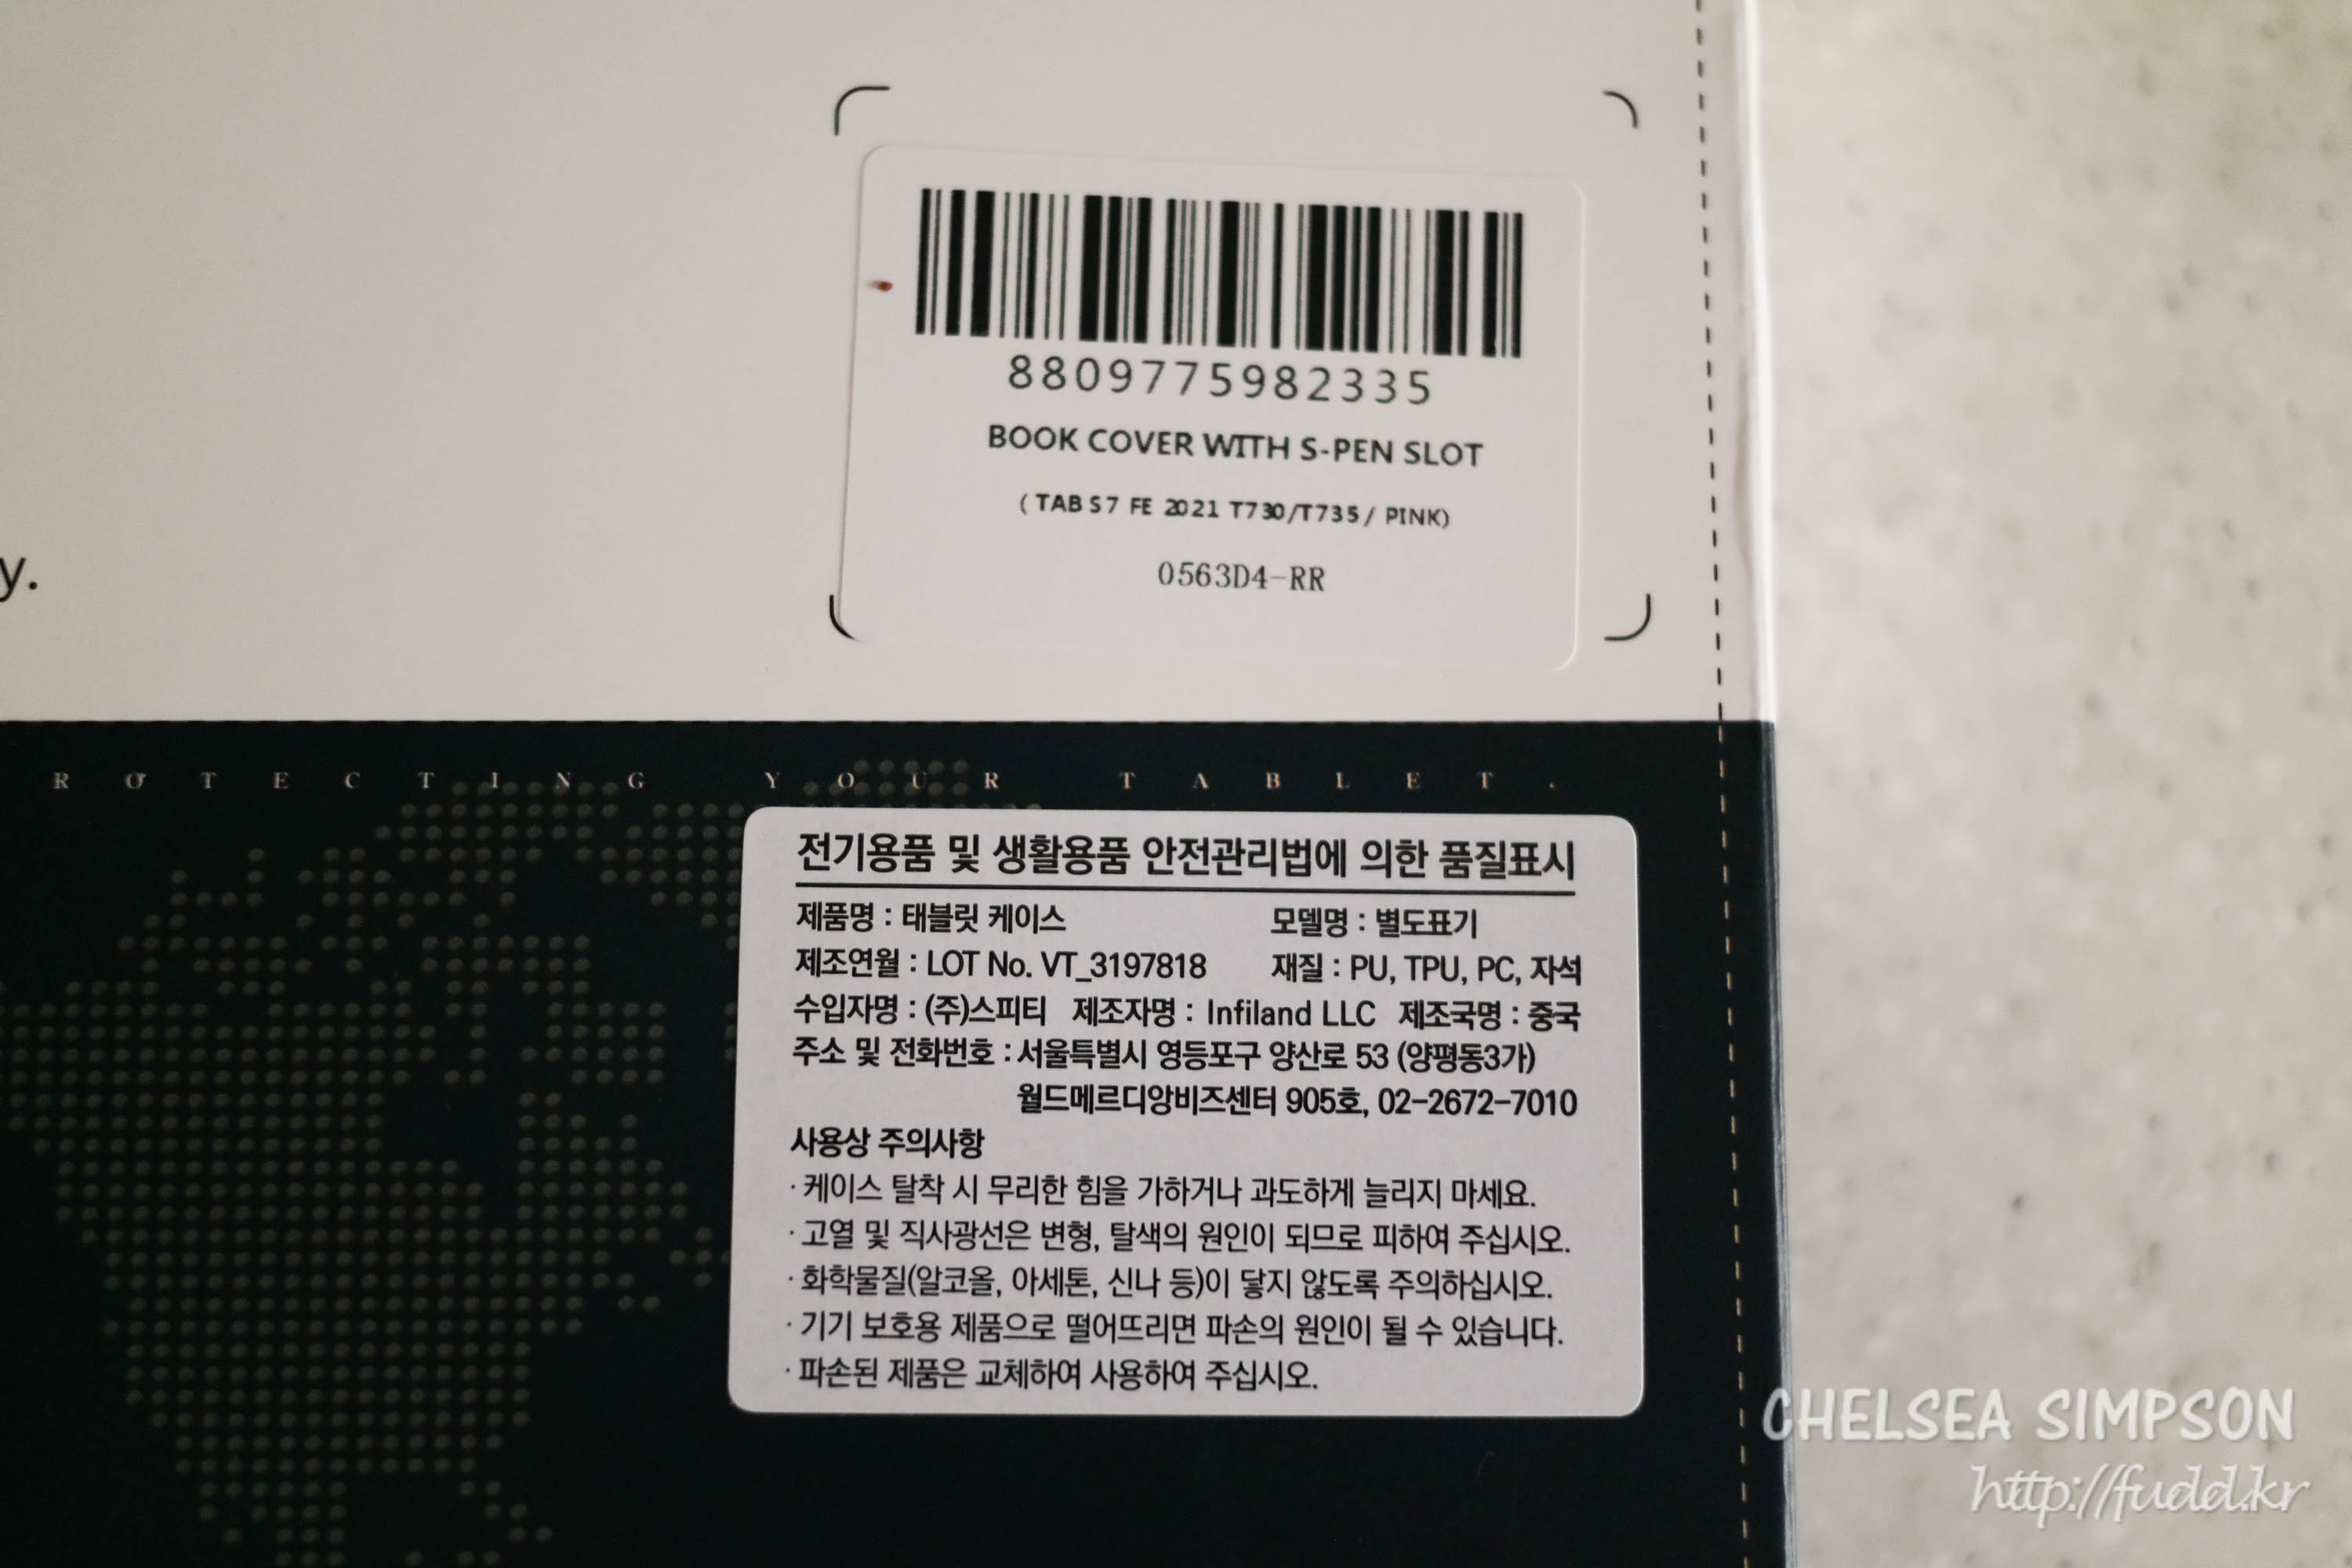 8809775982335
BOOK COVER WITH S-PEN SLOT
( TAB S7 FE 2021 T730/T735/ PINK)
0563D4-RR
y.
ROTECTING YOUR TABLET.
전기용품 및 생활용품 안전관리법에 의한 품질표시
제품명 : 태블릿 케이스 모델명 : 별도표기
제조연월 : LOT No. VT_3197818 재질 : PU, TPU, PC, 자석
수입자명 : (주)스피티 제조자명 : Infiland LLC 제조국명 : 중국
주소 및 전화번호 : 서울특별시 영등포구 양산로 53 (양평동3가)
월드메르디앙비즈센터 905호, 02-2672-7010
사용상 주의사항
· 케이스 탈착 시 무리한 힘을 가하거나 과도하게 늘리지 마세요.
· 고열 및 직사광선은 변형, 탈색의 원인이 되므로 피하여 주십시오.
· 화학물질(알코올, 아세톤, 신나 등)이 닿지 않도록 주의하십시오.
· 기기 보호용 제품으로 떨어뜨리면 파손의 원인이 될 수 있습니다.
· 파손된 제품은 교체하여 사용하여 주십시오.
CHELSEA SIMPSON
http://fudd.kr